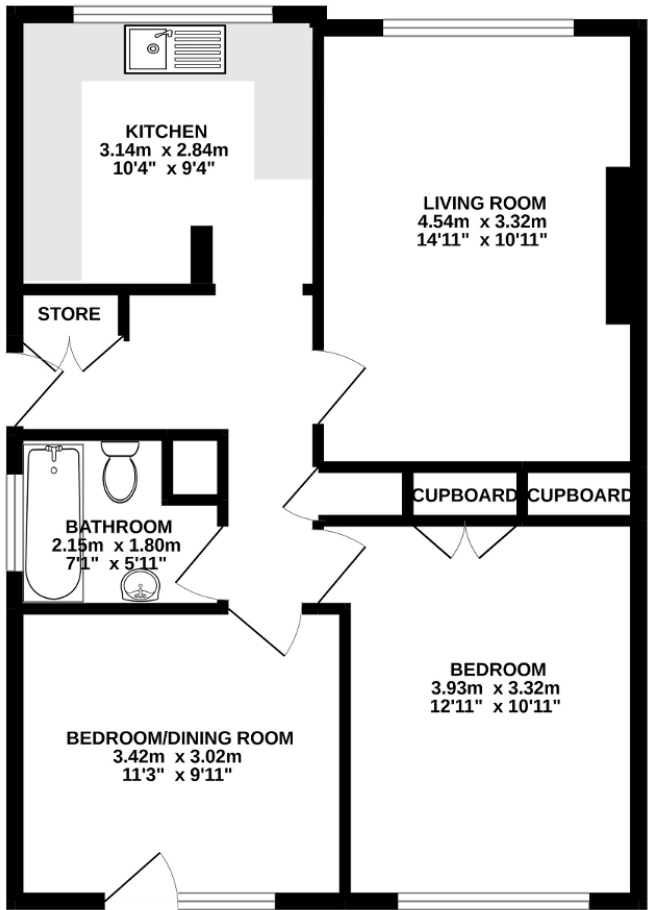 KITCHEN
3.14m x 2.84m
10'4" x 9'4"
LIVING ROOM
4.54m x 3.32m
14'11" x 10'11"
STORE
CUPBOARD
CUPBOARD
BATHROOM
2.15m x 1.80m
7'1" x 5'11"
BEDROOM
3.93m x 3.32m
12'11" x 10'11"
BEDROOM/DINING ROOM
3.42m x 3.02m
11'3" x 9'11"